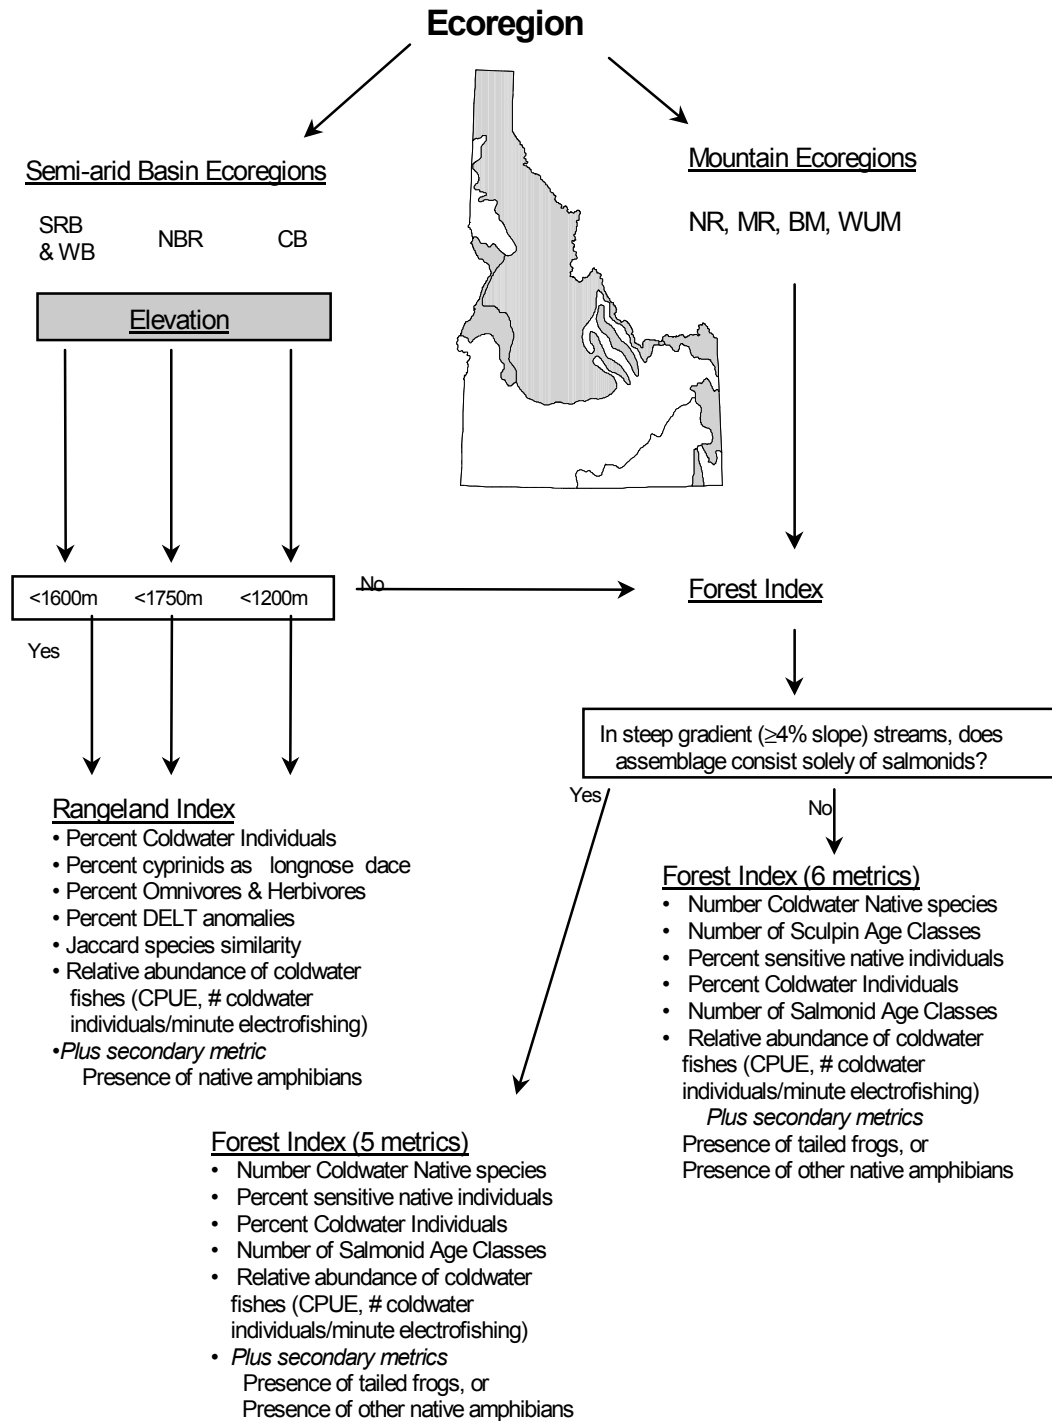 Ecoregion
Semi-arid Basin Ecoregions
SRB
& WB
NBR
CB
Elevation
Mountain Ecoregions
NR, MR, BM, WUM
<1600m <1750m <1200m
No
Yes
Forest Index
In steep gradient (≥4% slope) streams, does
assemblage consist solely of salmonids?
Yes
No
Rangeland Index
• Percent Coldwater Individuals
• Percent cyprinids as longnose dace
• Percent Omnivores & Herbivores
• Percent DELT anomalies
• Jaccard species similarity
• Relative abundance of coldwater
fishes (CPUE, # coldwater
individuals/minute electrofishing)
•Plus secondary metric
Presence of native amphibians
Forest Index (6 metrics)
• Number Coldwater Native species
• Number of Sculpin Age Classes
• Percent sensitive native individuals
• Percent Coldwater Individuals
• Number of Salmonid Age Classes
• Relative abundance of coldwater
fishes (CPUE, # coldwater
individuals/minute electrofishing)
Plus secondary metrics
Presence of tailed frogs, or
Presence of other native amphibians
Forest Index (5 metrics)
• Number Coldwater Native species
• Percent sensitive native individuals
• Percent Coldwater Individuals
• Number of Salmonid Age Classes
• Relative abundance of coldwater
fishes (CPUE, # coldwater
individuals/minute electrofishing)
• Plus secondary metrics
Presence of tailed frogs, or
Presence of other native amphibians